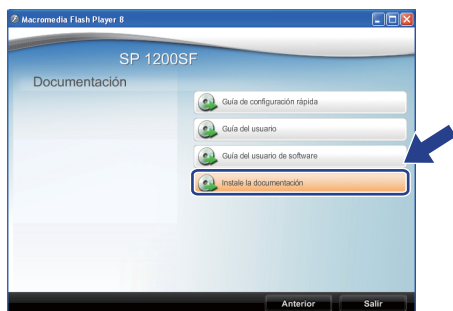 Macromedia Flash Player 8
SP 1200SF
Documentación
Guía de configuración rápida
Guía del usuario
Guía del usuario de software
Instale la documentación
Anterior
Salir